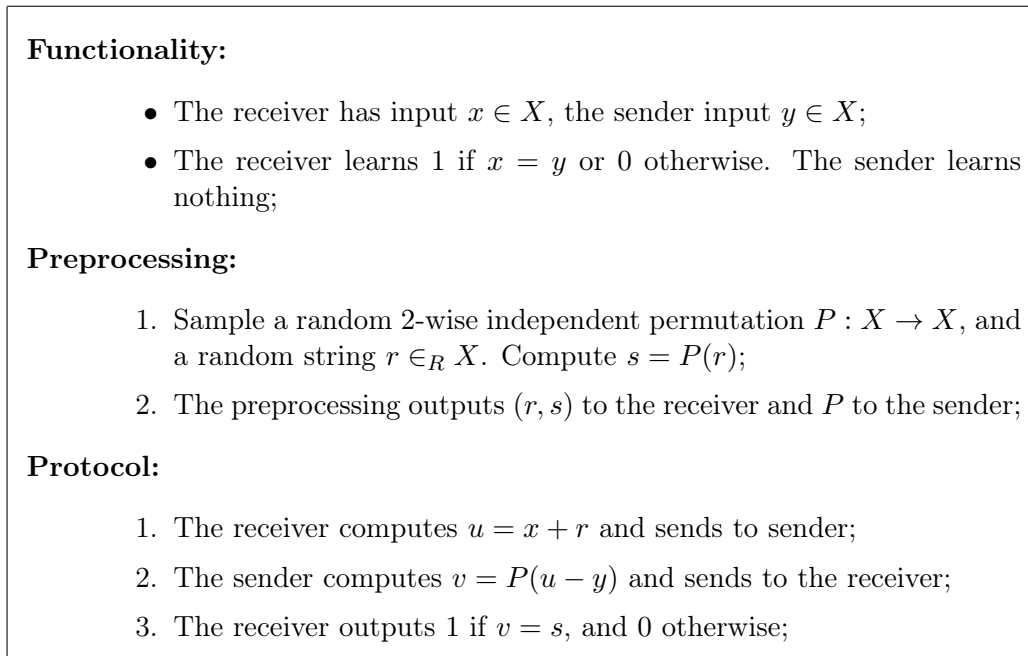 Functionality:
• The receiver has input x ∈ X, the sender input y ∈ X;
• The receiver learns 1 if x = y or 0 otherwise. The sender learns
nothing;
Preprocessing:
1. Sample a random 2-wise independent permutation P : X → X, and
a random string r ∈_R X. Compute s = P(r);
2. The preprocessing outputs (r, s) to the receiver and P to the sender;
Protocol:
1. The receiver computes u = x + r and sends to sender;
2. The sender computes v = P(u − y) and sends to the receiver;
3. The receiver outputs 1 if v = s, and 0 otherwise;